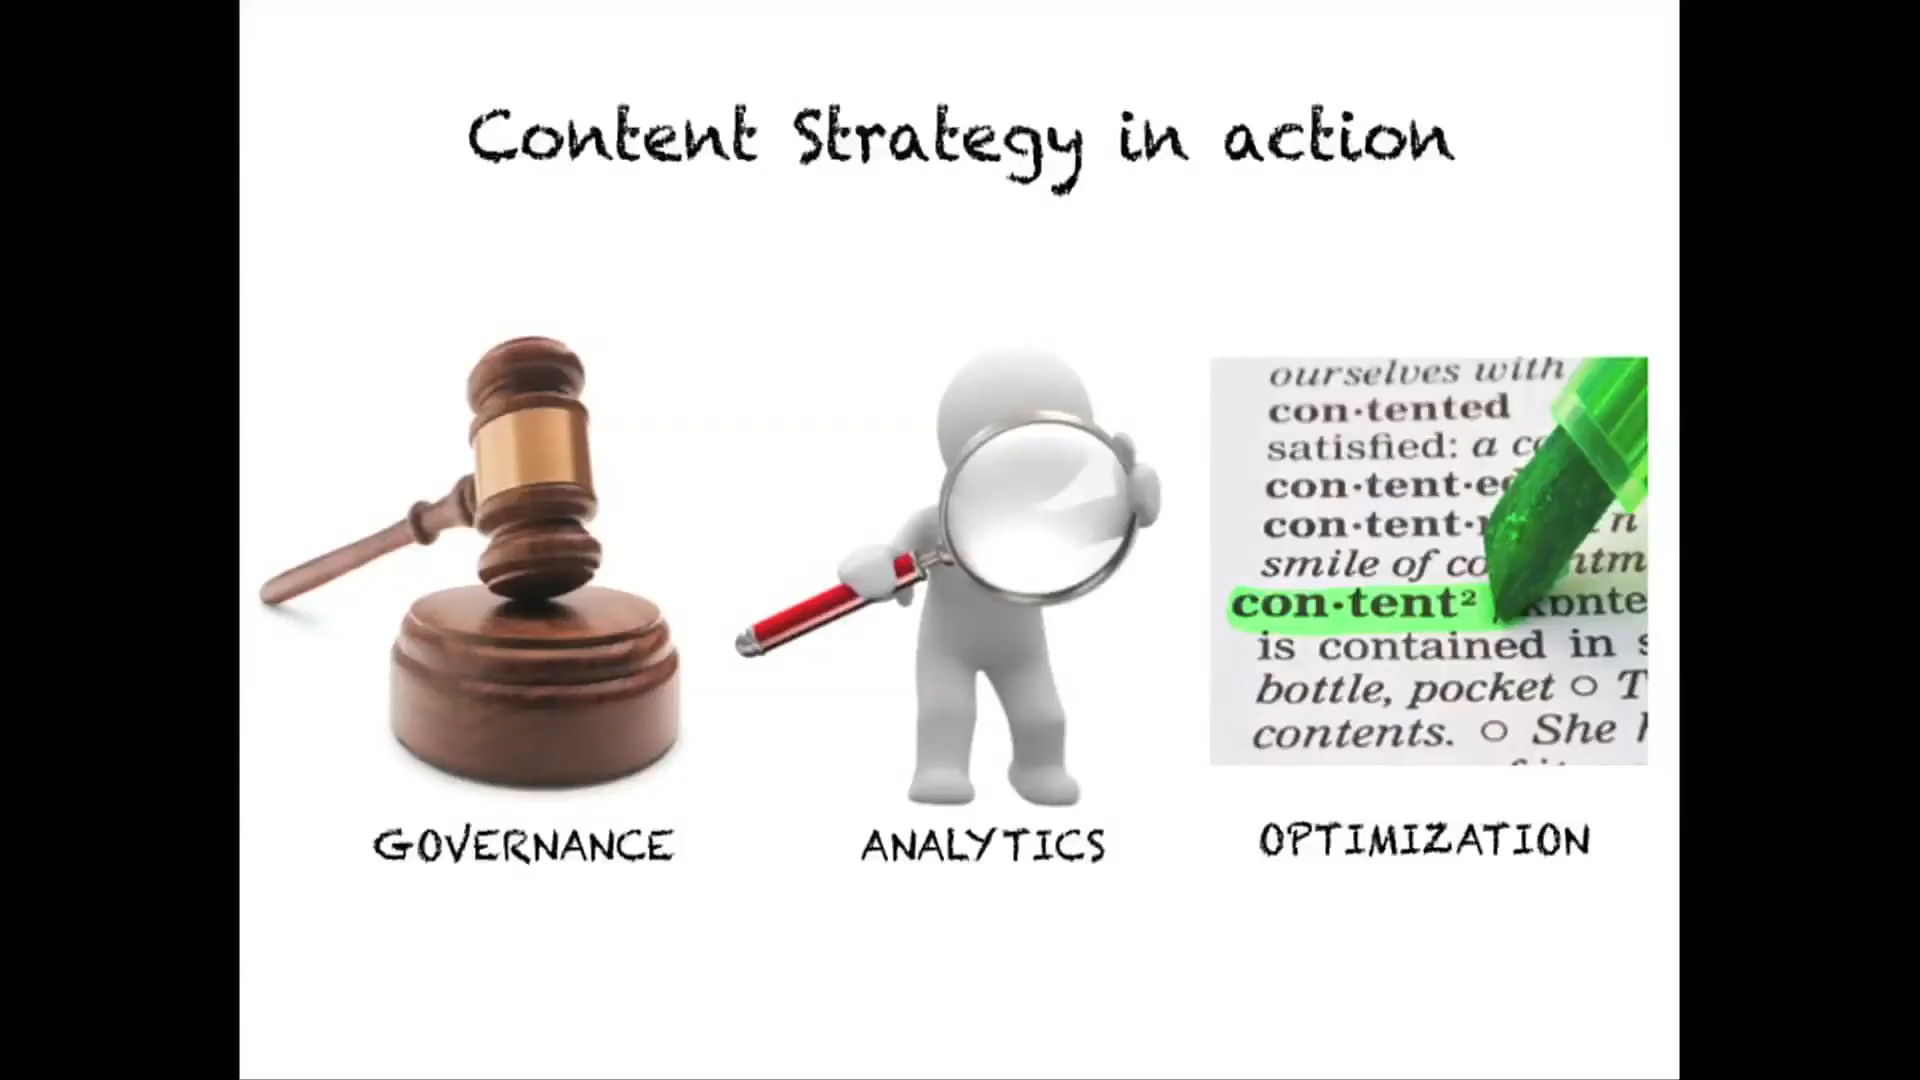 Content Strategy in action
ourselves with
con·tented
satisfied: a
con·tent·
con·tent·
smile of
con·tent²
is contained in
bottle, pocket ○ T
contents. ○ She
GOVERNANCE
ANALYTICS
OPTIMIZATION